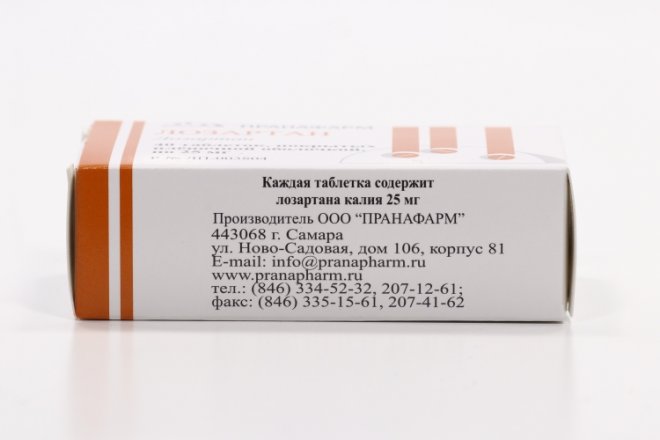 ПРАНАФАРМ
ЛОЗАРТАН
Каждая таблетка содержит
лозартана калия 25 мг
Производитель ООО "ПРАНАФАРМ"
443068 г. Самара
ул. Ново-Садовая, дом 106, корпус 81
E-mail: info@pranapharm.ru
www.pranapharm.ru
тел.: (846) 334-52-32, 207-12-61;
факс: (846) 335-15-61, 207-41-62